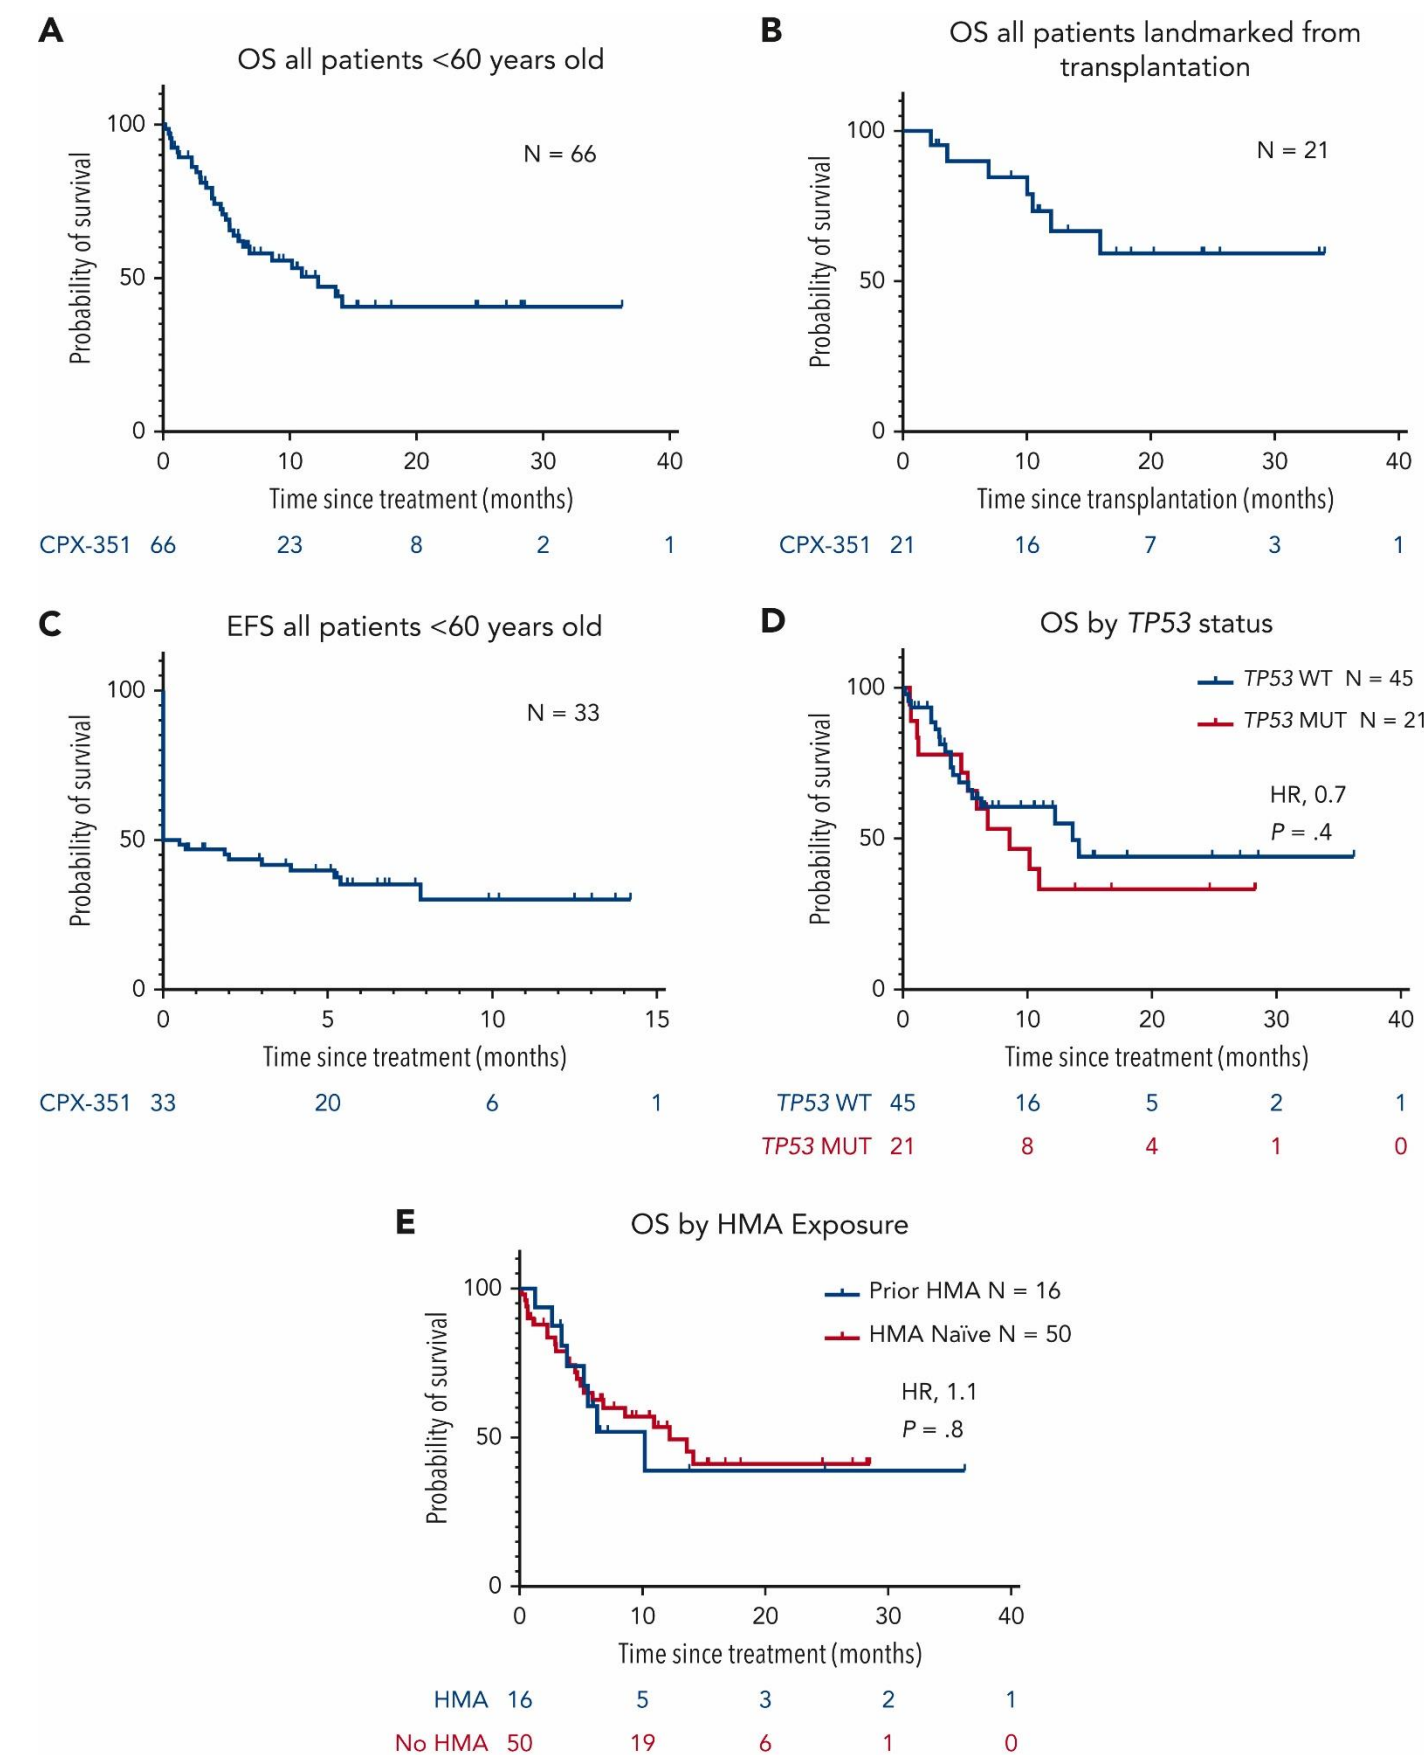 A
OS all patients <60 years old
N = 66
100
50
0
Probability of survival
0 10 20 30 40
Time since treatment (months)
CPX-351 66 23 8 2 1
B
OS all patients landmarked from
transplantation
N = 21
100
50
0
Probability of survival
0 10 20 30 40
Time since transplantation (months)
CPX-351 21 16 7 3 1
C
EFS all patients <60 years old
N = 33
100
50
0
Probability of survival
0 5 10 15
Time since treatment (months)
CPX-351 33 20 6 1
D
OS by TP53 status
TP53 WT N = 45
TP53 MUT N = 21
HR, 0.7
P = .4
100
50
0
Probability of survival
0 10 20 30 40
Time since treatment (months)
TP53 WT 45 16 5 2 1
TP53 MUT 21 8 4 1 0
E
OS by HMA Exposure
Prior HMA N = 16
HMA Naïve N = 50
HR, 1.1
P = .8
100
50
0
Probability of survival
0 10 20 30 40
Time since treatment (months)
HMA 16 5 3 2 1
No HMA 50 19 6 1 0